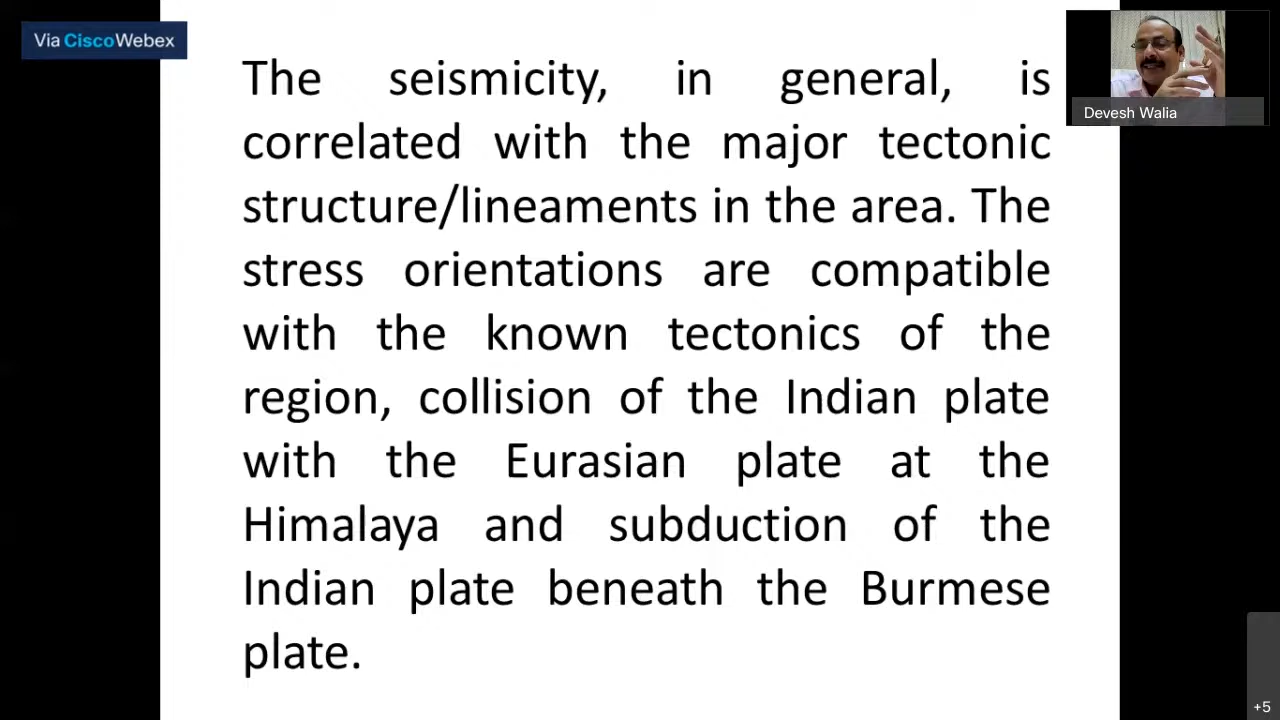 Via CiscoWebex
Devesh Walia
The seismicity, in general, is
correlated with the major tectonic
structure/lineaments in the area. The
stress orientations are compatible
with the known tectonics of the
region, collision of the Indian plate
with the Eurasian plate at the
Himalaya and subduction of the
Indian plate beneath the Burmese
plate.
+5